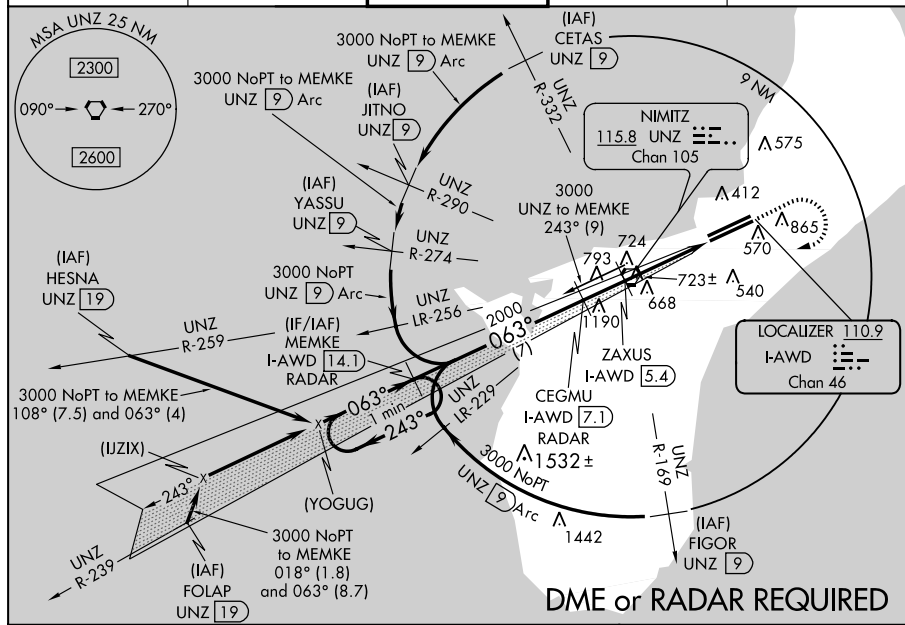 MSA UNZ 25 NM
2300
090°
270°
2600
3000 NoPT to MEMKE
UNZ 9 Arc
3000 NoPT to MEMKE
UNZ 9 Arc
(IAF)
CETAS
UNZ 9
UNZ
R-332
9 NM
(IAF)
JITNO
UNZ 9
NIMITZ
115.8 UNZ
Chan 105
575
412
865
570
UNZ
R-290
(IAF)
YASSU
UNZ 9
UNZ
R-274
3000
UNZ to MEMKE
243° (9)
724
793
723±
668
540
1190
(IAF)
HESNA
UNZ 19
3000 NoPT
UNZ 9 Arc
UNZ
LR-256
UNZ
R-259
2000
063°
(7)
(IF/IAF)
MEMKE
I-AWD 14.1
RADAR
LOCALIZER 110.9
I-AWD
Chan 46
ZAXUS
I-AWD 5.4
CEGMU
I-AWD 7.1
RADAR
3000 NoPT to MEMKE
108° (7.5) and 063° (4)
063°
1 min
243°
UNZ
LR-229
(IJZIX)
(YOGUG)
243°
1532 ±
3000 NoPT
UNZ 9 Arc
UNZ
R-169
1442
UNZ
R-239
(IAF)
FOLAP
UNZ 19
3000 NoPT
to MEMKE
018° (1.8)
and 063° (8.7)
(IAF)
FIGOR
UNZ 9
DME or RADAR REQUIRED